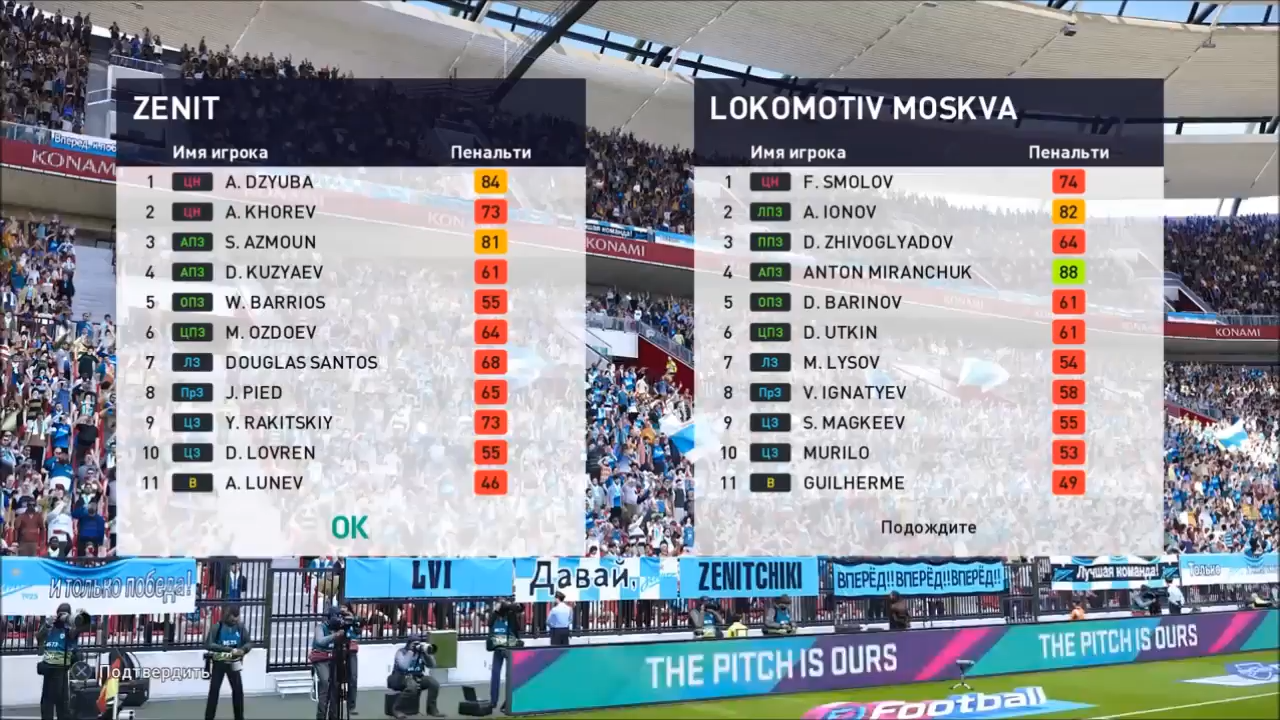 ZENIT
Имя игрока Пенальти
1 ЦН A. DZYUBA 84
2 ЦН A. KHOREV 73
3 АПЗ S. AZMOUN 81
4 АПЗ D. KUZYAEV 61
5 ОПЗ W. BARRIOS 55
6 ЦПЗ M. OZDOEV 64
7 ЛЗ DOUGLAS SANTOS 68
8 ПрЗ J. PIED 65
9 ЦЗ Y. RAKITSKIY 73
10 ЦЗ D. LOVREN 55
11 В A. LUNEV 46
OK
LOKOMOTIV MOSKVA
Имя игрока Пенальти
1 ЦН F. SMOLOV 74
2 ЛПЗ A. IONOV 82
3 ППЗ D. ZHIVOGLYADOV 64
4 АПЗ ANTON MIRANCHUK 88
5 ОПЗ D. BARINOV 61
6 ЦПЗ D. UTKIN 61
7 ЛЗ M. LYSOV 54
8 ПрЗ V. IGNATYEV 58
9 ЦЗ S. MAGKEEV 55
10 ЦЗ MURILO 53
11 В GUILHERME 49
Подождите
KONAMI
KONAMI
KONAMI
KONAMI
KONAMI
И только победа!
LVI
Давай,
ZENITCHIKI
ВПЕРЁД!!ВПЕРЁД!!ВПЕРЁД!!
Лучшая команда!
Только
THE PITCH IS OURS
THE PITCH IS OURS
Подтвердить
Football